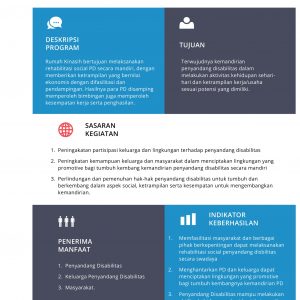 DESKRIPSI
PROGRAM
Rumah Kinasih bertujuan melaksanakan
rehabilitasi social PD secara mandiri, dengan
memberikan ketrampilan yang bernilai
ekonomis dengan difasilitasi dan
pendampingan. Hasilnya para PD disamping
memperoleh bimbingan juga memperoleh
kesempatan kerja serta penghasilan.
TUJUAN
Terwujudnya kemandirian
penyandang disabilitas dalam
melakukan aktivitas kehidupan sehari-
hari dan ketrampilan kerja/usaha
sesuai potensi yang dimiliki.
SASARAN
KEGIATAN
1. Peningakatan partisipasi keluarga dan lingkungan terhadap penyandang disabilitas
2. Peningkatan kemampuan keluarga dan masyarakat dalam menciptakan lingkungan yang
promotive bagi tumbuh kembang kemandirian penyandang disabilitas secara mandiri
3. Perlindungan dan pemenuhan hak-hak penyandang disabilitas untuk tumbuh dan
berkembang dalam aspek social, ketrampilan serta kesempatan untuk mengembangkan
kemandirian.
PENERIMA
MANFAAT
1. Penyandang Disabilitas
2. Keluarga Penyandang Disabilitas
3. Masyarakat.
INDIKATOR
KEBERHASILAN
1. Memfasilitasi masyarakat dan berbagai
pihak berkepentingan dapat melaksanakan
rehabilitasi social penyandang disbilitas
secara swadaya
2. Menghantarkan PD dan keluarga dapat
menciptakan lingkungan yang promotive
bagi tumbuh kembangnya kemandirian PD
3. Penyandang Disabilitas mampu melakukan